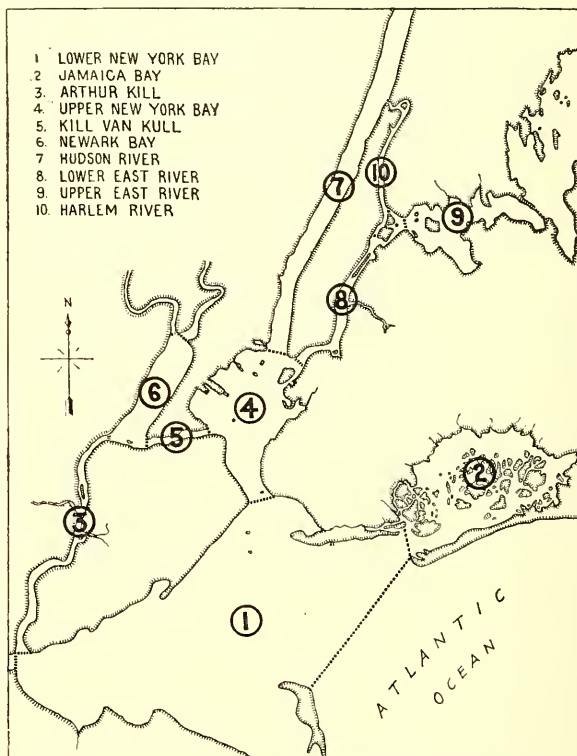 1 LOWER NEW YORK BAY
2 JAMAICA BAY
3. ARTHUR KILL
4. UPPER NEW YORK BAY
5. KILL VAN KULL
6. NEWARK BAY
7 HUDSON RIVER
8. LOWER EAST RIVER
9. UPPER EAST RIVER
10. HARLEM RIVER
7
10
9
N
8
6
4
5
2
3
1
ATLANTIC
OCEAN